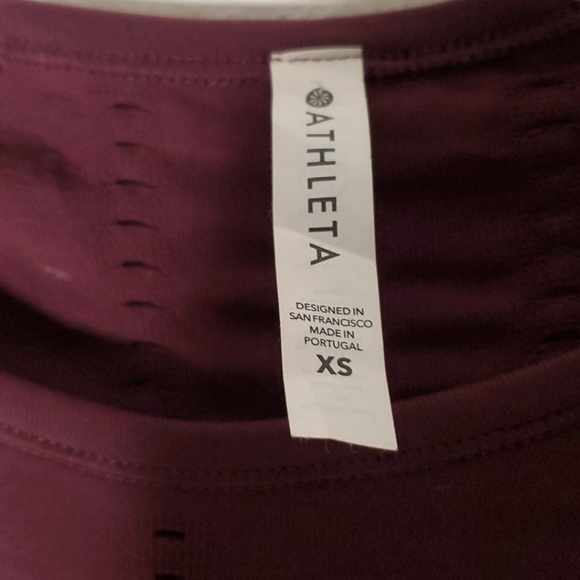 ATHLETA
DESIGNED IN
SAN FRANCISCO
MADE IN
PORTUGAL
XS